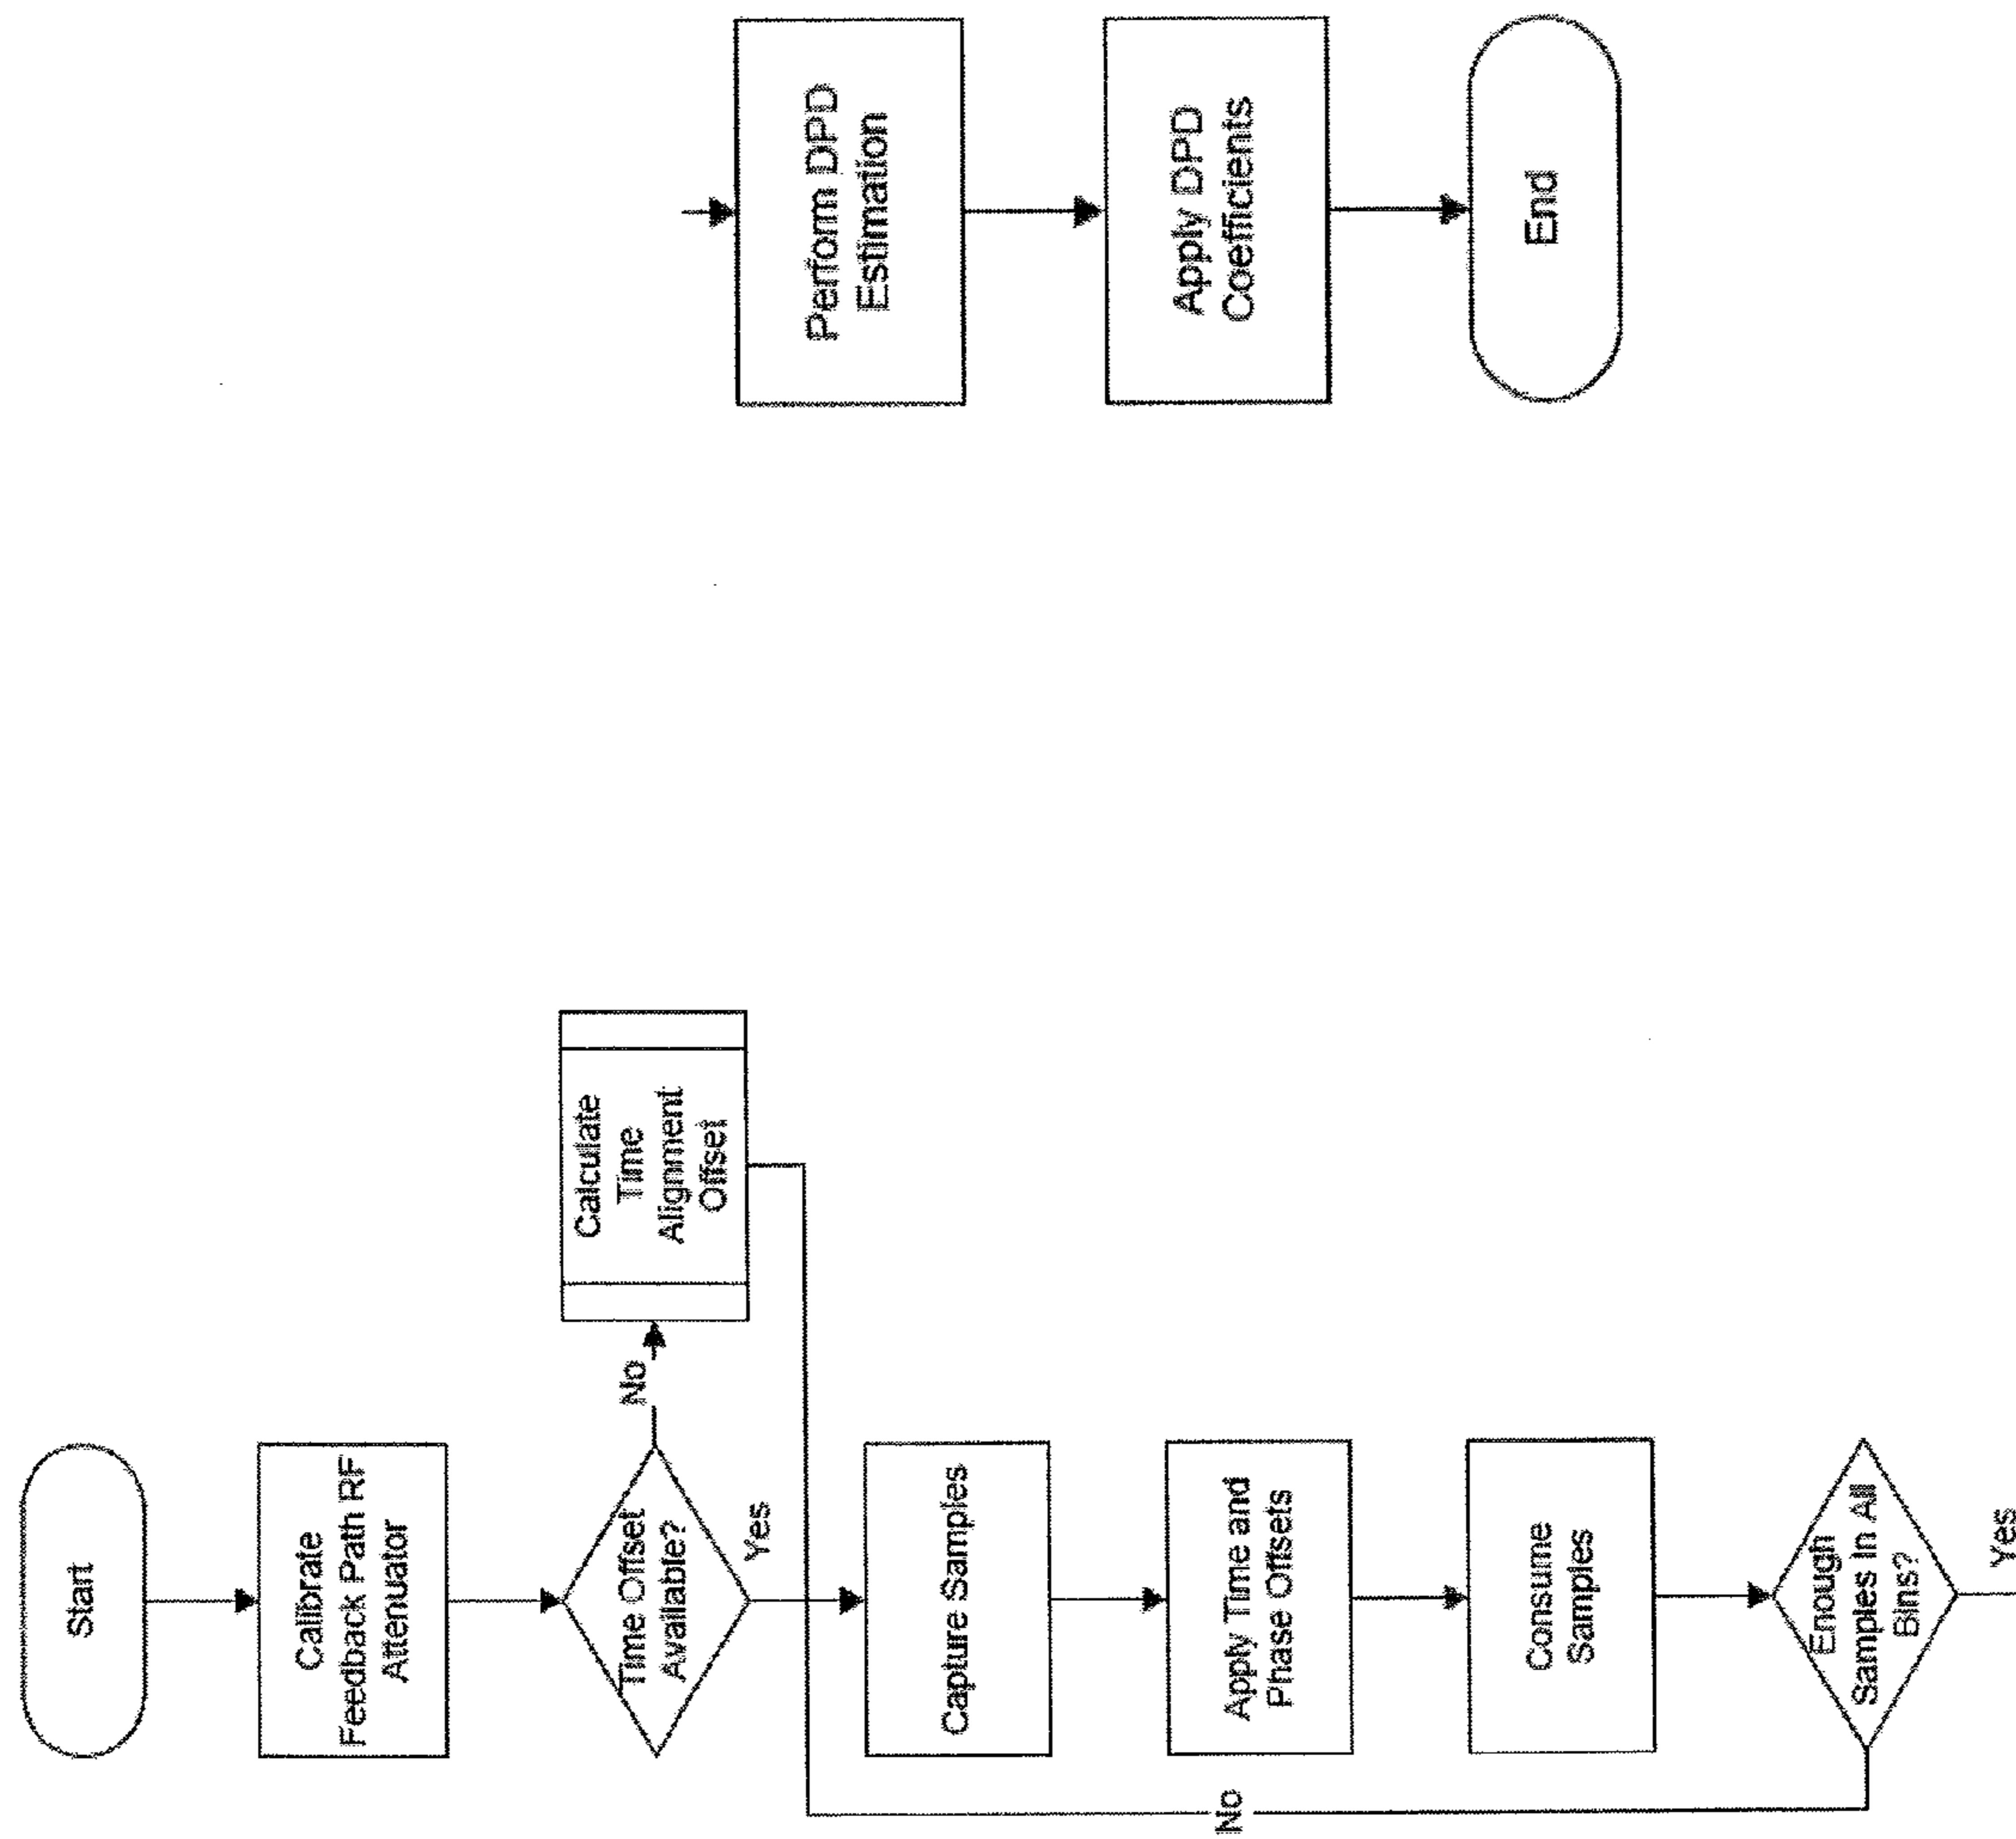 Start
Calibrate
Feedback Path RF
Attenuator
Time Offset
Available?
No
Calculate
Time
Alignment
Offset
Yes
Capture Samples
Apply Time and
Phase Offsets
Consume
Samples
Enough
Samples In All
Bins?
No
Yes
Perform DPD
Estimation
Apply DPD
Coefficients
End